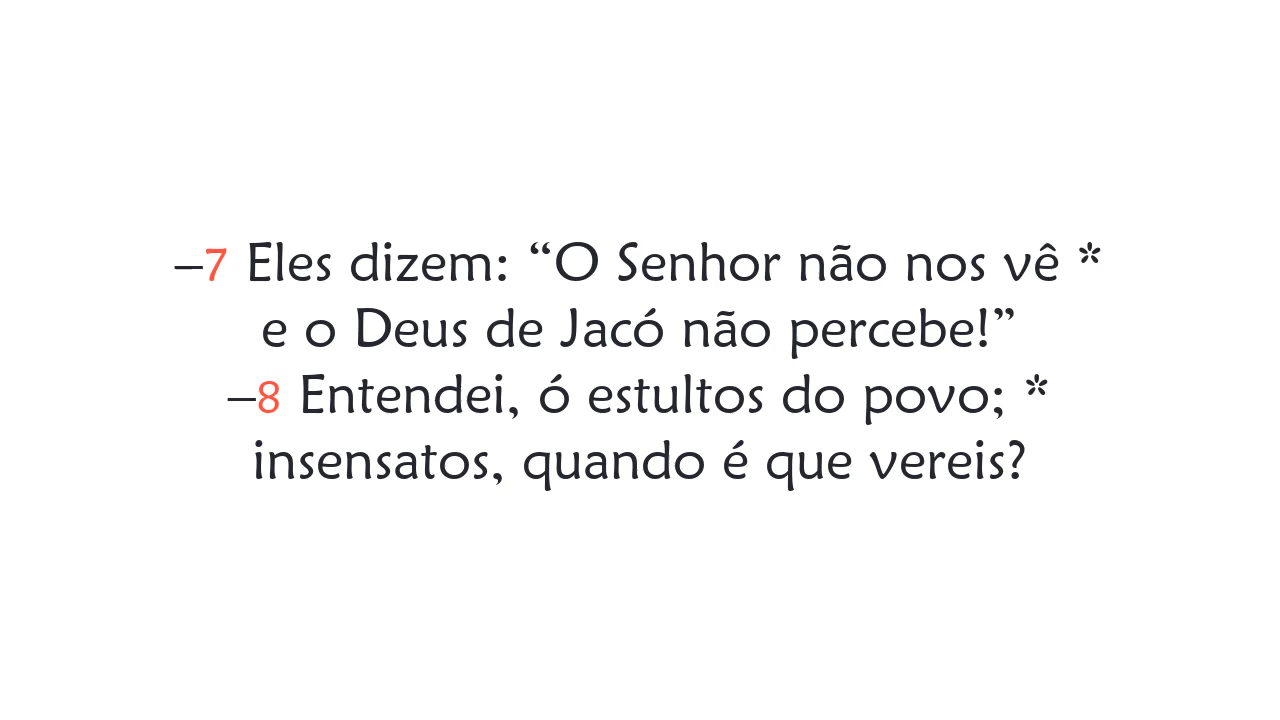 –7 Eles dizem: “O Senhor não nos vê *
e o Deus de Jacó não percebe!”
–8 Entendei, ó estultos do povo; *
insensatos, quando é que vereis?